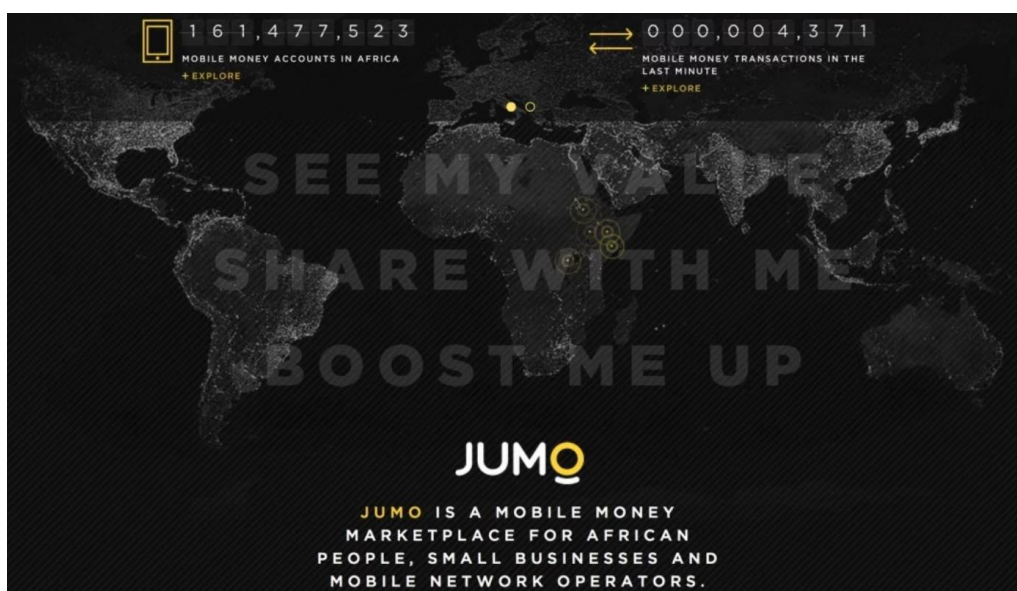 161,477,523
MOBILE MONEY ACCOUNTS IN AFRICA
+ EXPLORE
000,004,371
MOBILE MONEY TRANSACTIONS IN THE
LAST MINUTE
+ EXPLORE
SEE MY VALUE
SHARE WITH ME
BOOST ME UP
JUMO
JUMO IS A MOBILE MONEY
MARKETPLACE FOR AFRICAN
PEOPLE, SMALL BUSINESSES AND
MOBILE NETWORK OPERATORS.